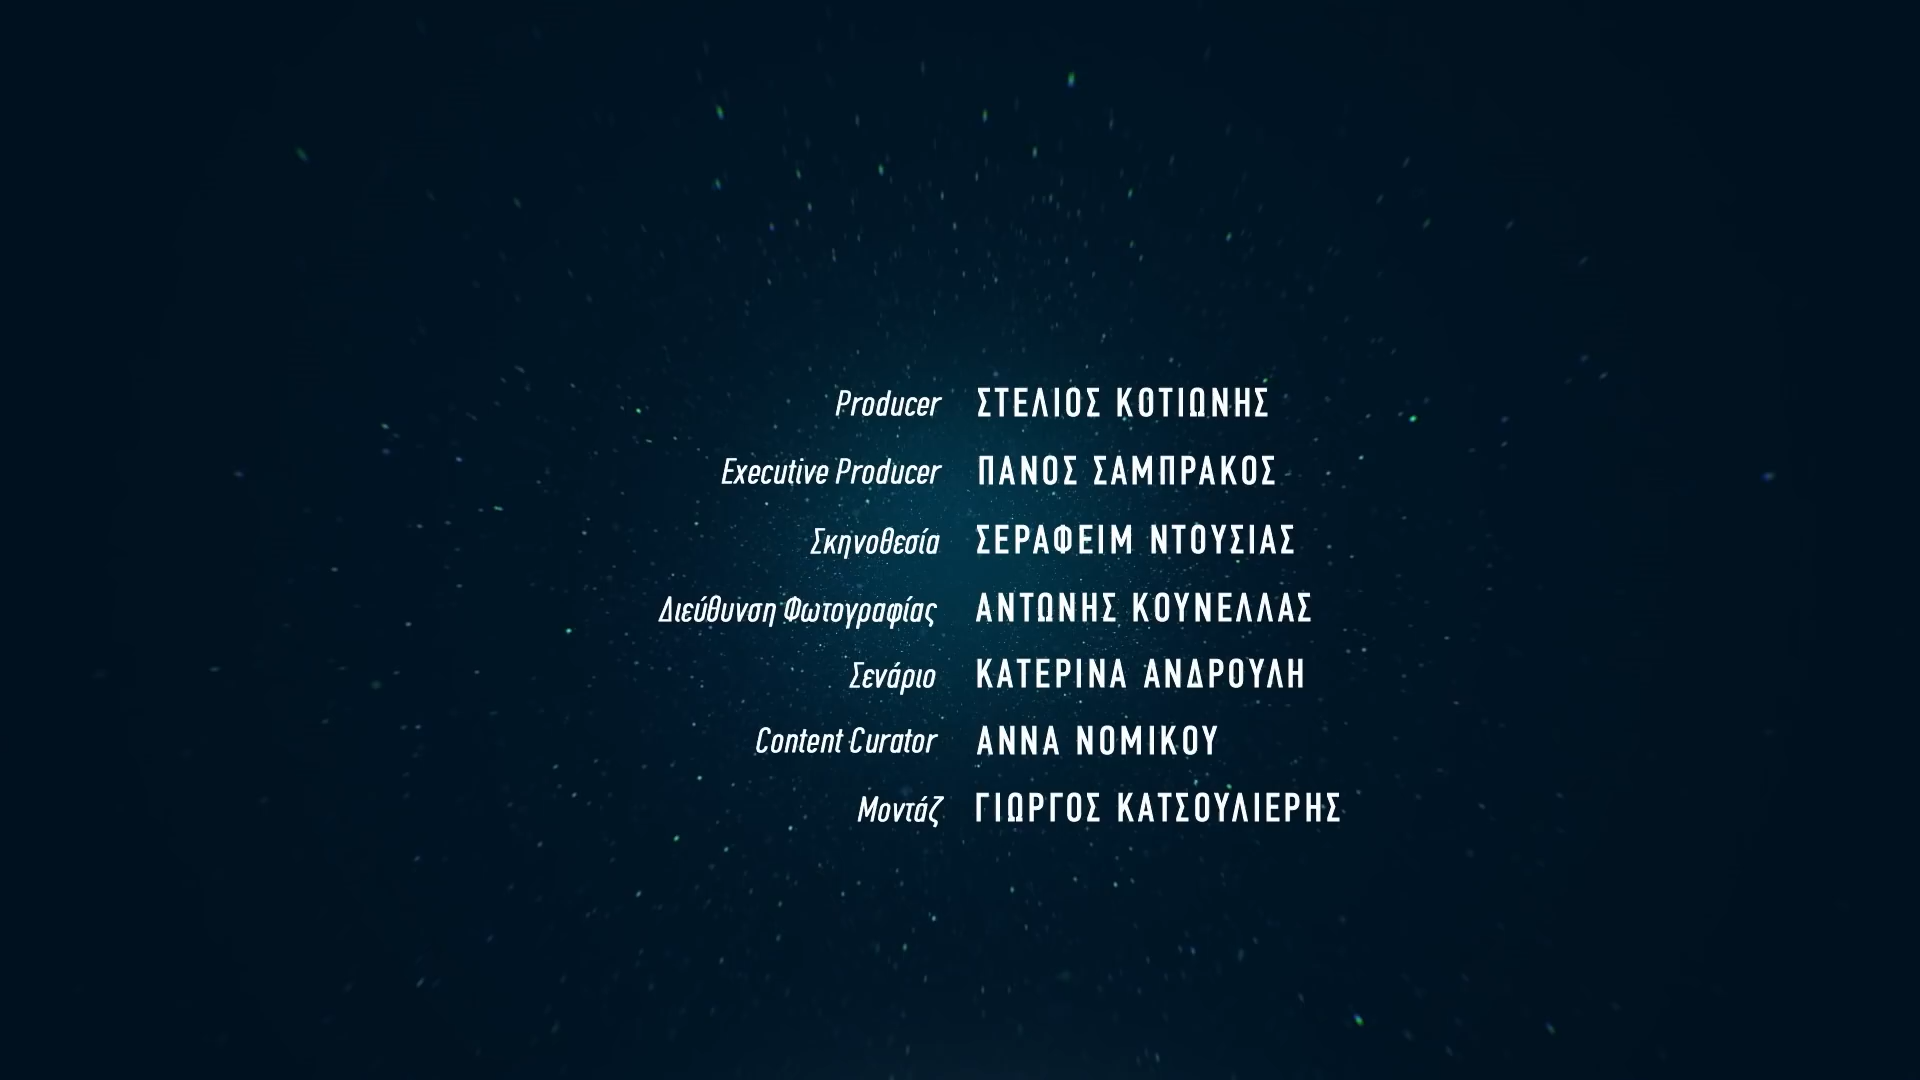 Producer ΣΤΕΛΙΟΣ ΚΟΤΙΩΝΗΣ
Executive Producer ΠΑΝΟΣ ΣΑΜΠΡΑΚΟΣ
Σκηνοθεσία ΣΕΡΑΦΕΙΜ ΝΤΟΥΣΙΑΣ
Διεύθυνση Φωτογραφίας ΑΝΤΩΝΗΣ ΚΟΥΝΕΛΛΑΣ
Σενάριο ΚΑΤΕΡΙΝΑ ΑΝΔΡΟΥΛΗ
Content Curator ΑΝΝΑ ΝΟΜΙΚΟΥ
Μοντάζ ΓΙΩΡΓΟΣ ΚΑΤΣΟΥΛΙΕΡΗΣ